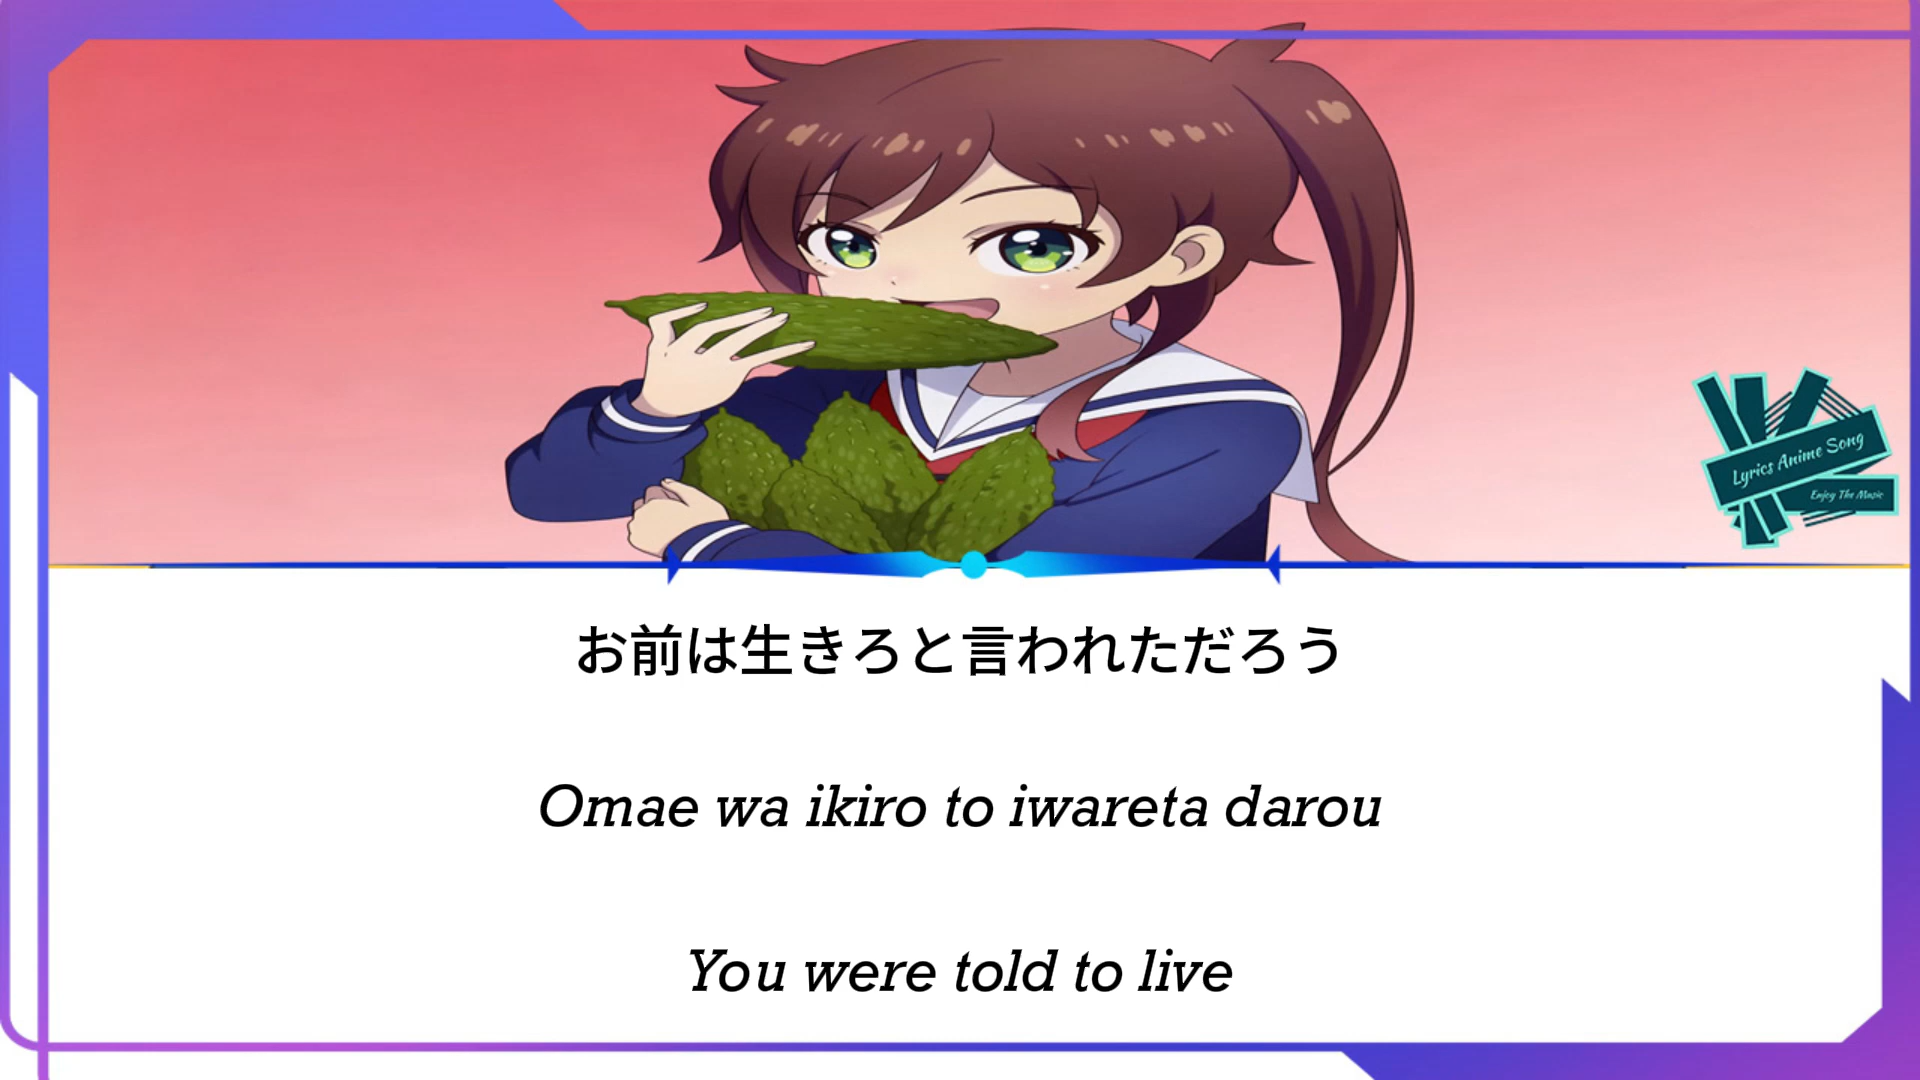 Lyrics Anime Song
Enjoy The Music
お前は生きろと言われただろう
Omae wa ikiro to iwareta darou
You were told to live